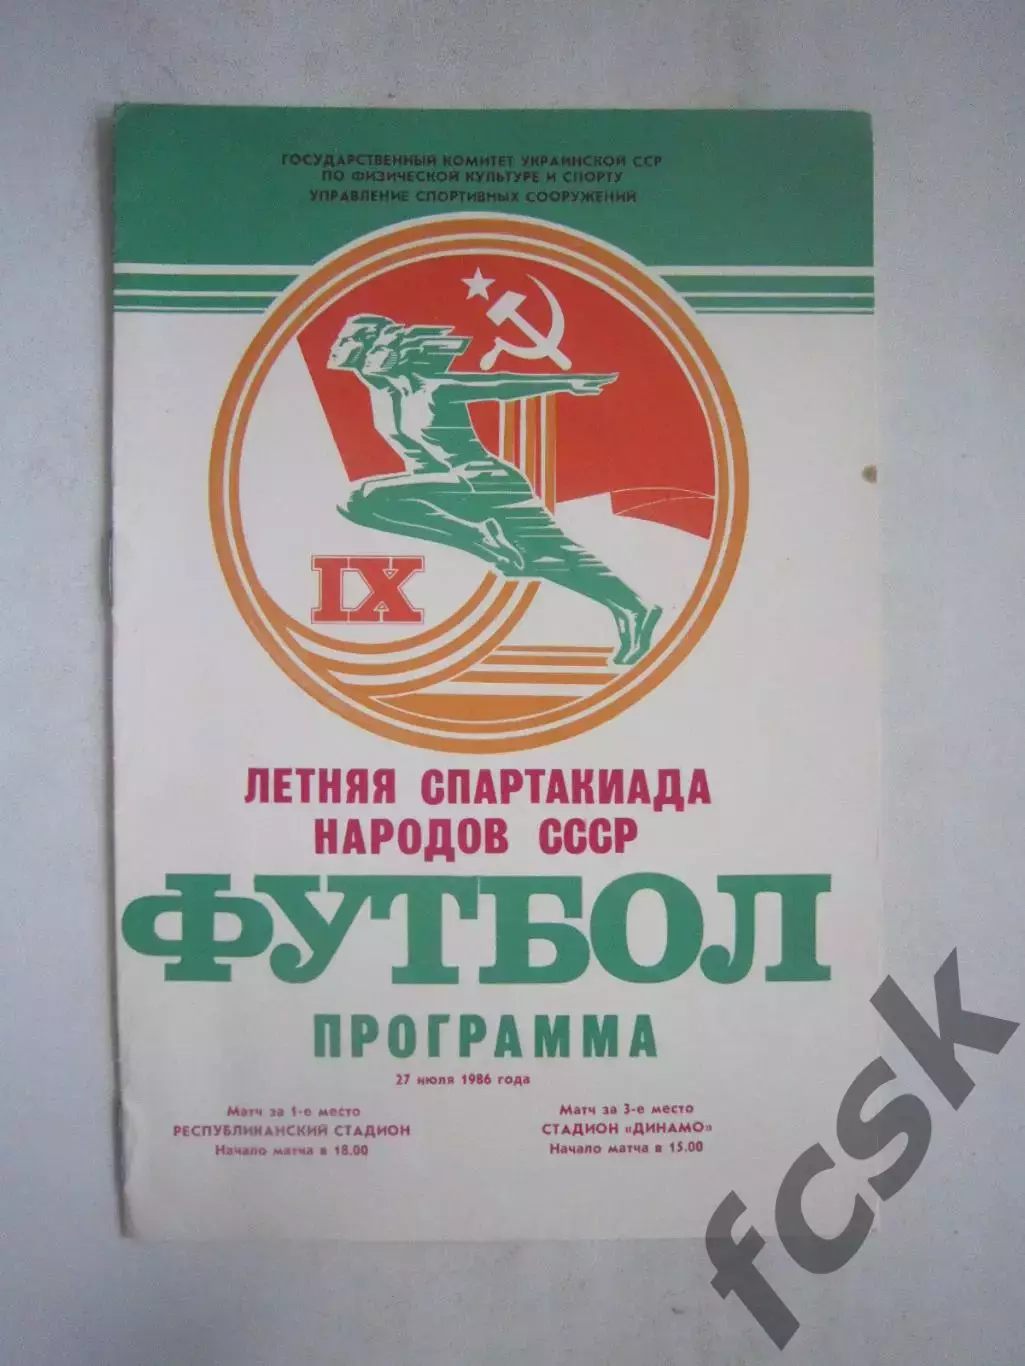 ГОСУДАРСТВЕННЫЙ КОМИТЕТ УКРАИНСКОЙ ССР
ПО ФИЗИЧЕСКОЙ КУЛЬТУРЕ И СПОРТУ
УПРАВЛЕНИЕ СПОРТИВНЫХ СООРУЖЕНИЙ
IX
ЛЕТНЯЯ СПАРТАКИАДА
НАРОДОВ СССР
ФУТБОЛ
ПРОГРАММА
27 июля 1986 года
Матч за 1-е место
РЕСПУБЛИКАНСКИЙ СТАДИОН
Начало матча в 18.00
Матч за 3-е место
СТАДИОН «ДИНАМО»
Начало матча в 15.00
fcsk